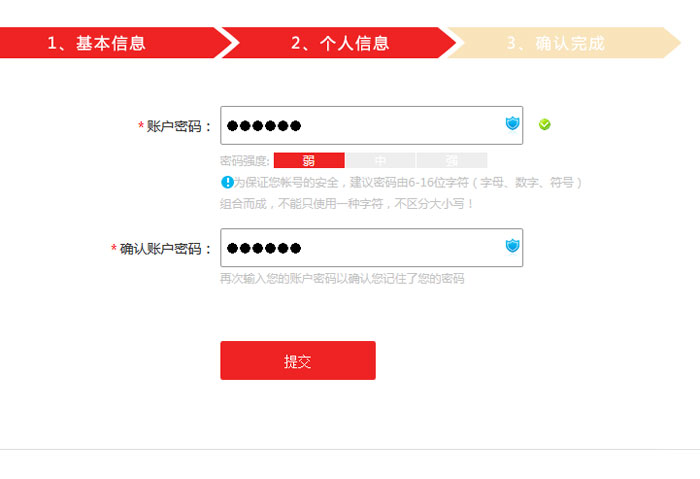 1、基本信息
2、个人信息
3、确认完成
*账户密码：
密码强度: 弱 中 强
为保证您帐号的安全，建议密码由6-16位字符（字母、数字、符号）
组合而成，不能只使用一种字符，不区分大小写！
*确认账户密码：
再次输入您的账户密码以确认您记住了您的密码
提交